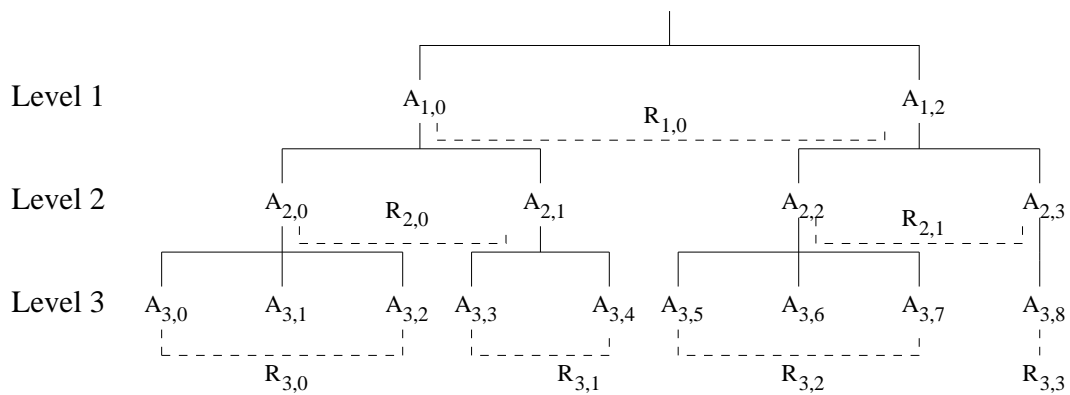 Level 1 A1,0 R1,0 A1,2
Level 2 A2,0 R2,0 A2,1 A2,2 R2,1 A2,3
Level 3 A3,0 A3,1 A3,2 A3,3 A3,4 A3,5 A3,6 A3,7 A3,8
R3,0 R3,1 R3,2 R3,3